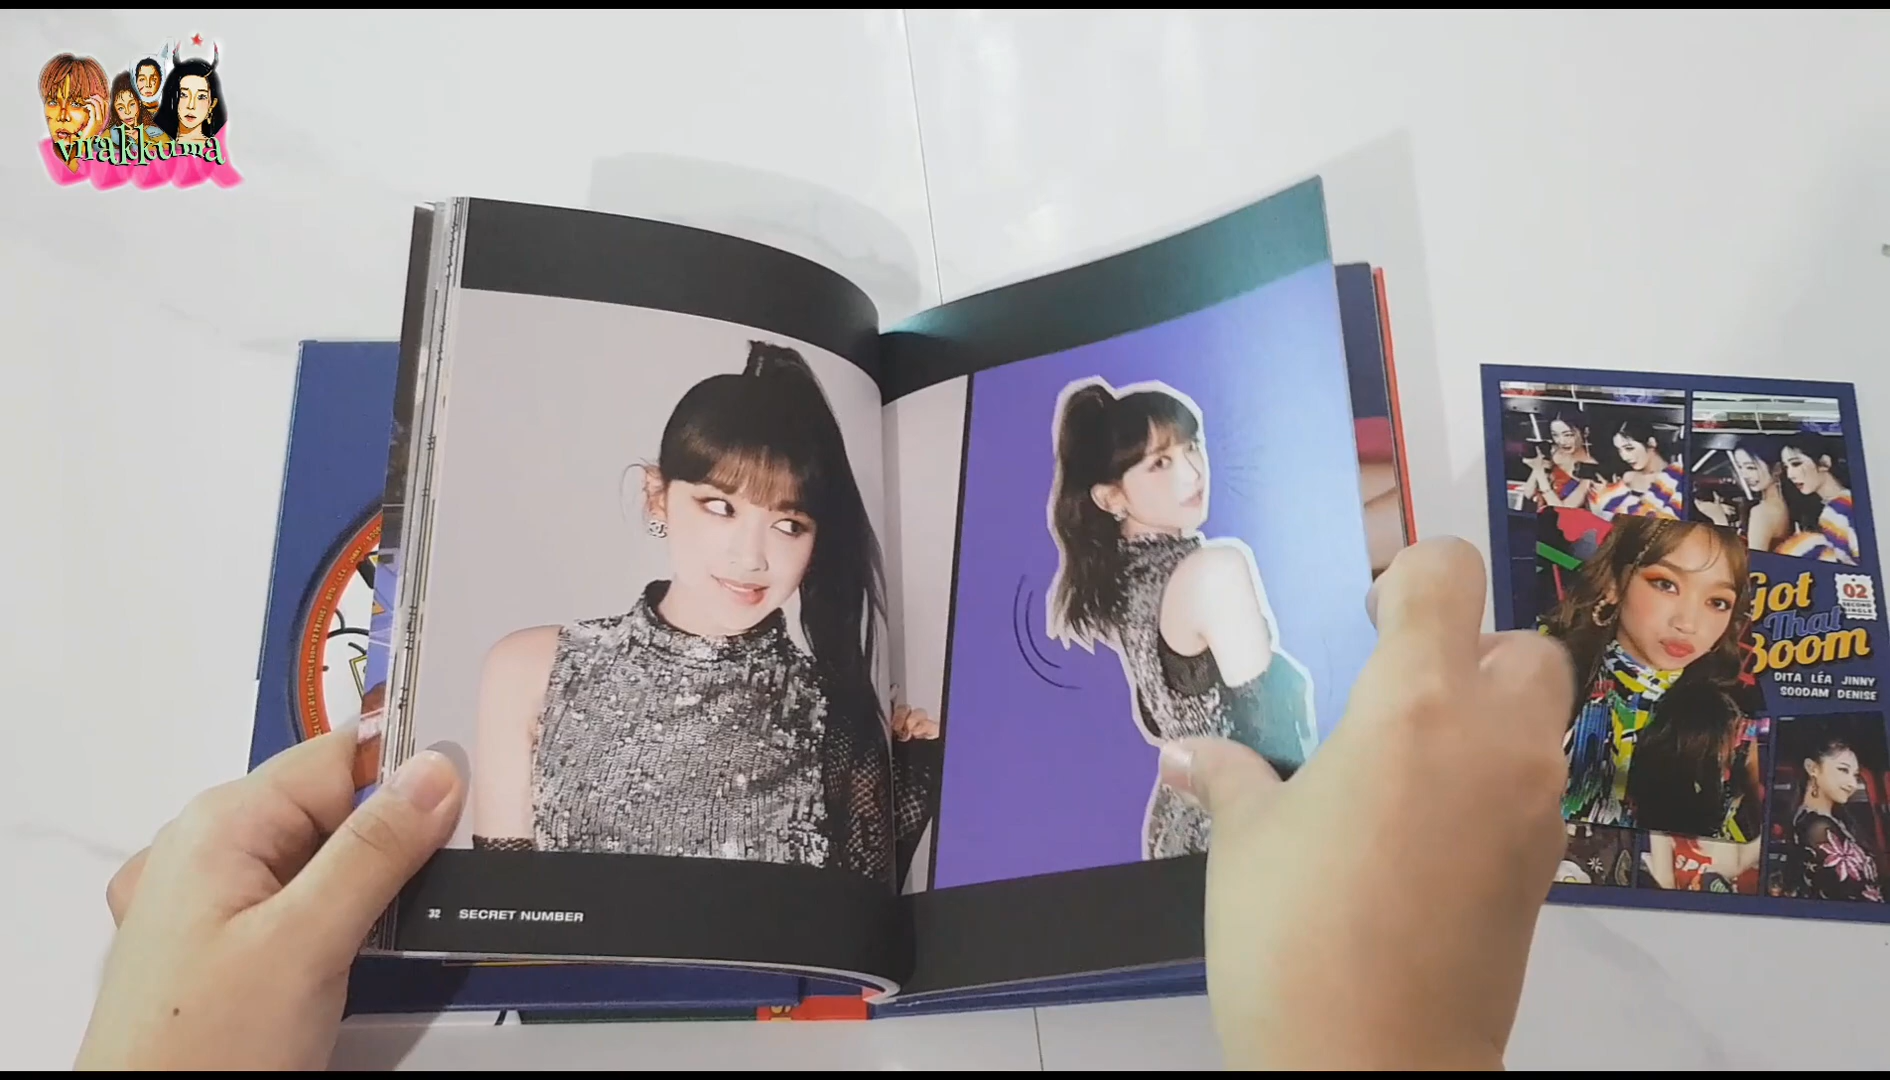 virakkuma
32 SECRET NUMBER
Got
That
Boom
02
SECOND
SINGLE
DITA LÉA JINNY
SOODAM DENISE